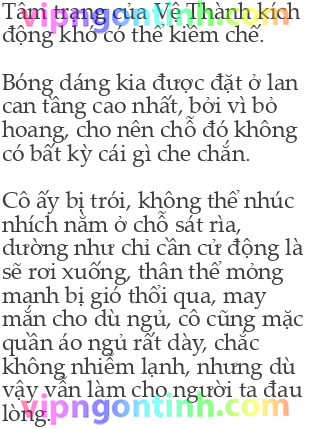 Tâm trạng của Vệ Thành kích
động khó có thể kiềm chế.
Bóng dáng kia được đặt ở lan
can tầng cao nhất, bởi vì bỏ
hoang, cho nên chỗ đó không
có bất kỳ cái gì che chắn.
Cô ấy bị trói, không thể nhúc
nhích nằm ở chỗ sát rìa,
dường như chỉ cần cử động là
sẽ rơi xuống, thân thể mỏng
manh bị gió thổi qua, may
mắn cho dù ngủ, cô cũng mặc
quần áo ngủ rất dày, chắc
không nhiễm lạnh, nhưng dù
vậy vẫn làm cho người ta đau
lòng.
vipngontinh.com
vipngontinh.com